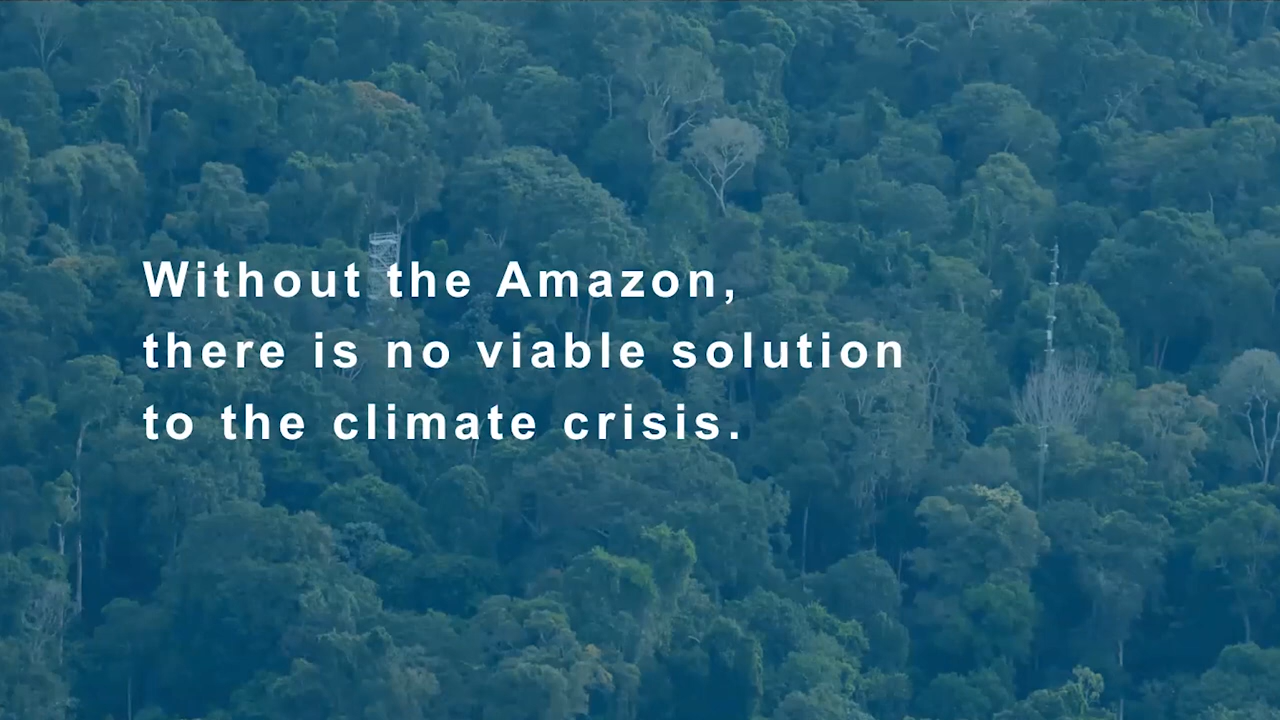 Without the Amazon,
there is no viable solution
to the climate crisis.